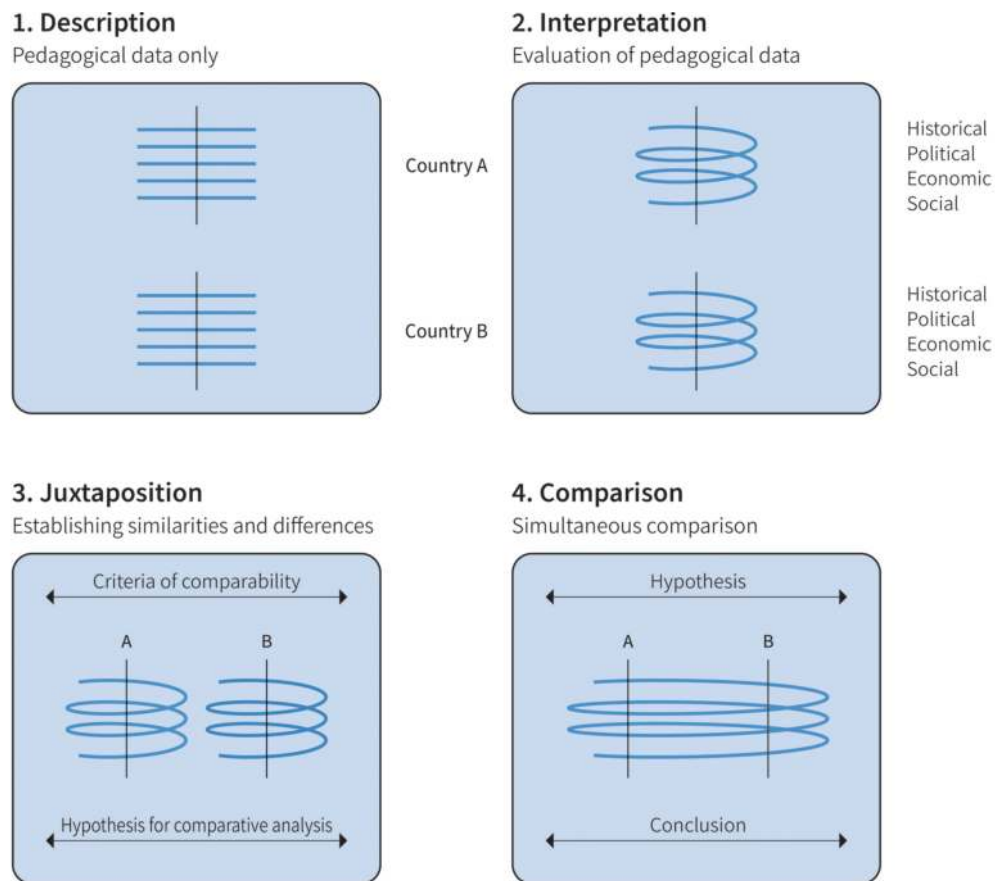 1. Description
Pedagogical data only
Country A
Country B
2. Interpretation
Evaluation of pedagogical data
Historical
Political
Economic
Social
Historical
Political
Economic
Social
3. Juxtaposition
Establishing similarities and differences
Criteria of comparability
A B
Hypothesis for comparative analysis
4. Comparison
Simultaneous comparison
Hypothesis
A B
Conclusion